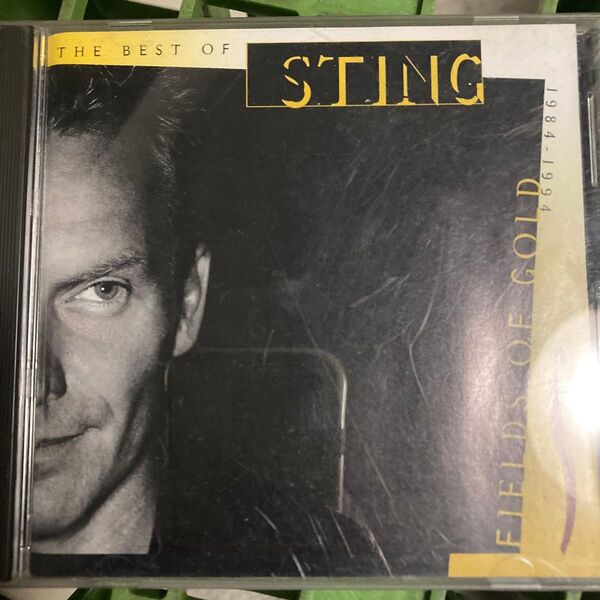 THE BEST OF
STING
1984-1994
FIELDS OF GOLD